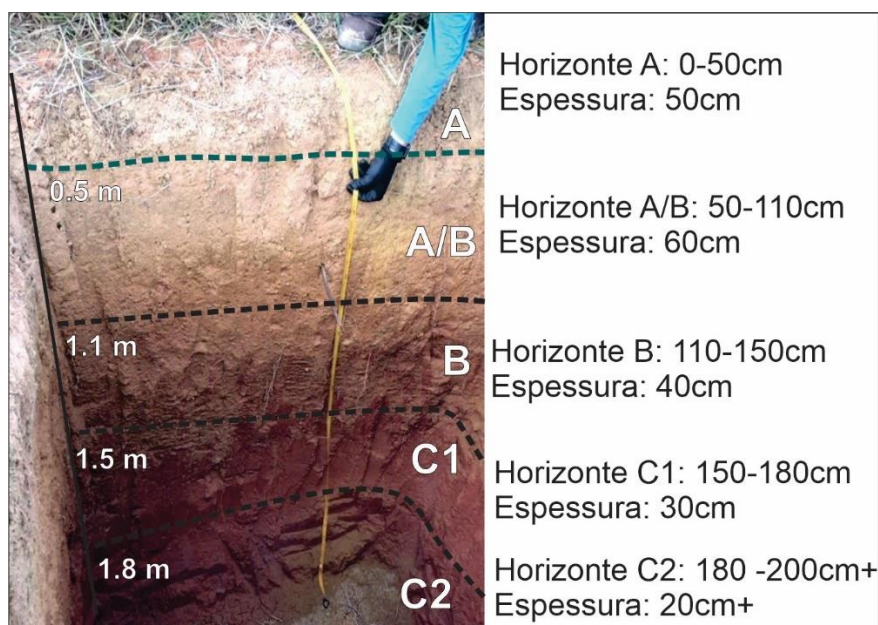 Horizonte A: 0-50cm
Espessura: 50cm
A
0.5 m
Horizonte A/B: 50-110cm
Espessura: 60cm
A/B
1.1 m
Horizonte B: 110-150cm
Espessura: 40cm
B
1.5 m
C1
Horizonte C1: 150-180cm
Espessura: 30cm
1.8 m
C2
Horizonte C2: 180 -200cm+
Espessura: 20cm+